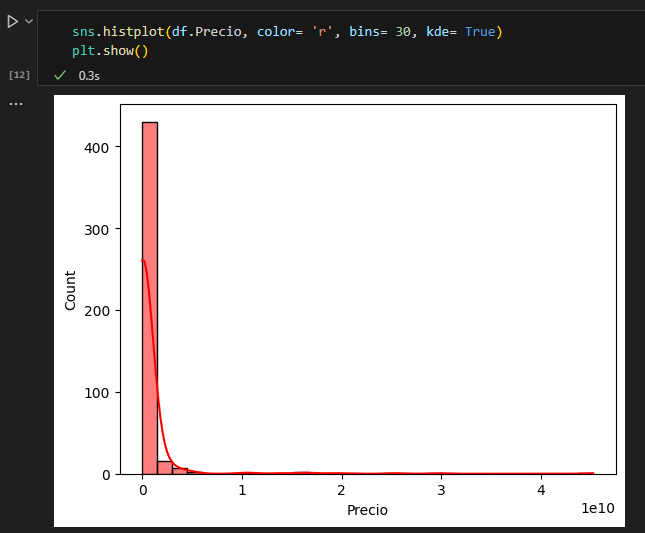 sns.histplot(df.Precio, color= 'r', bins= 30, kde= True)
plt.show()
[12]
0.3s
...
400
300
200
100
0
Count
0
1
2
3
4
1e10
Precio